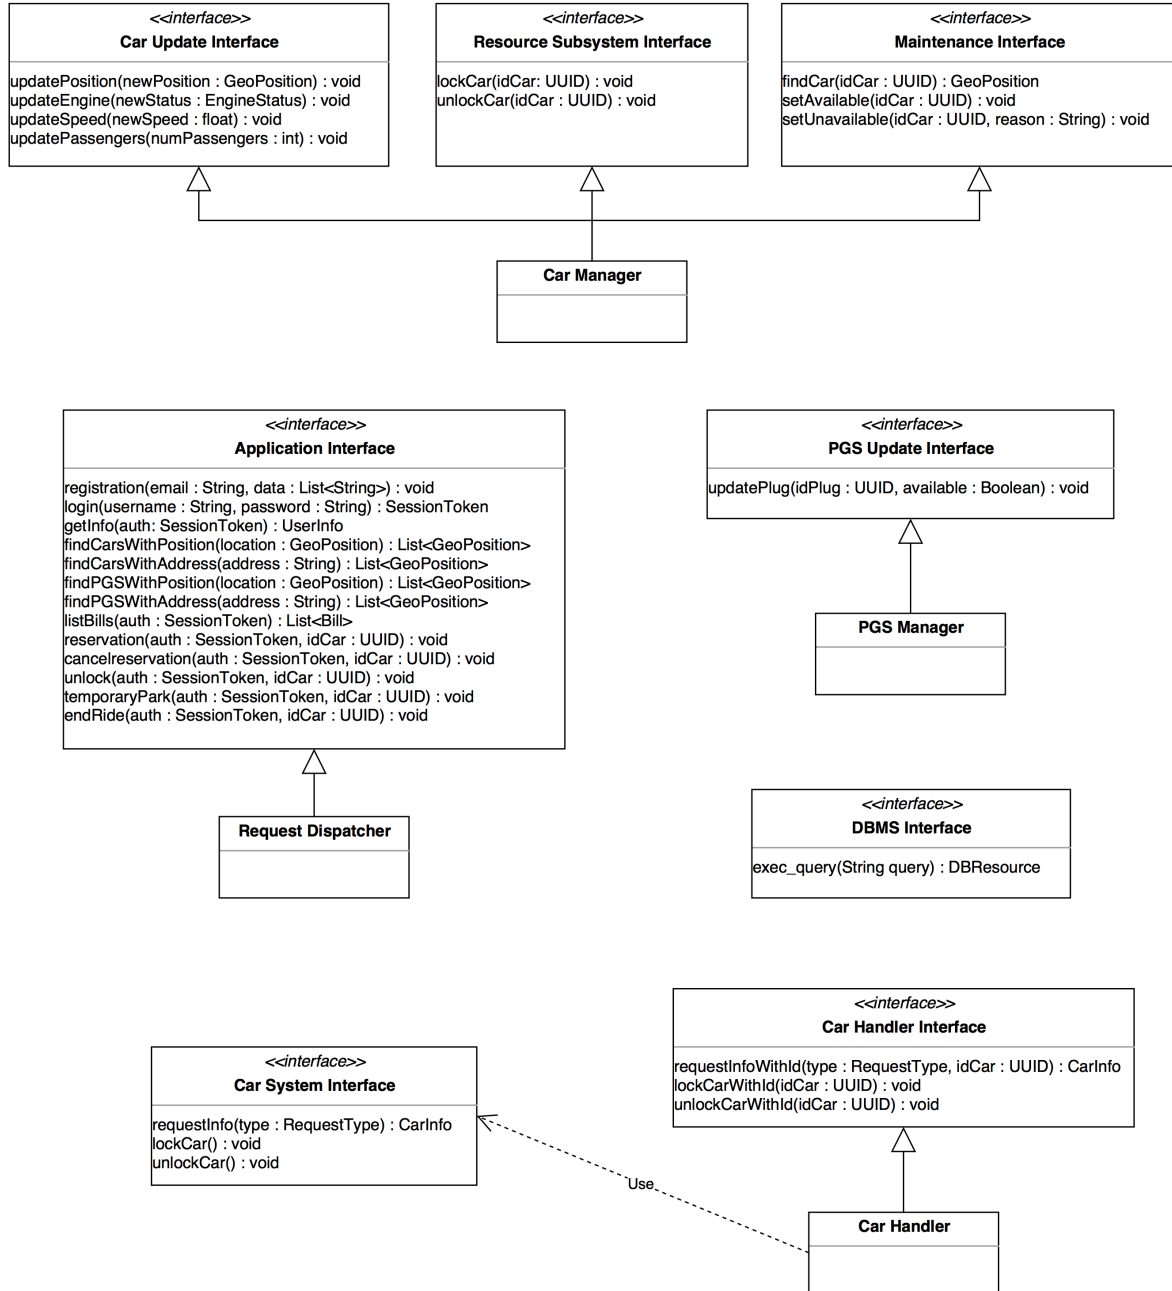 <<interface>>
Car Update Interface
updatePosition(newPosition : GeoPosition) : void
updateEngine(newStatus : EngineStatus) : void
updateSpeed(newSpeed : float) : void
updatePassengers(numPassengers : int) : void
<<interface>>
Resource Subsystem Interface
lockCar(idCar: UUID) : void
unlockCar(idCar : UUID) : void
<<interface>>
Maintenance Interface
findCar(idCar : UUID) : GeoPosition
setAvailable(idCar : UUID) : void
setUnavailable(idCar : UUID, reason : String) : void
Car Manager
<<interface>>
Application Interface
registration(email : String, data : List<String>) : void
login(username : String, password : String) : SessionToken
getInfo(auth: SessionToken) : UserInfo
findCarsWithPosition(location : GeoPosition) : List<GeoPosition>
findCarsWithAddress(address : String) : List<GeoPosition>
findPGSWithPosition(location : GeoPosition) : List<GeoPosition>
findPGSWithAddress(address : String) : List<GeoPosition>
listBills(auth : SessionToken) : List<Bill>
reservation(auth : SessionToken, idCar : UUID) : void
cancelreservation(auth : SessionToken, idCar : UUID) : void
unlock(auth : SessionToken, idCar : UUID) : void
temporaryPark(auth : SessionToken, idCar : UUID) : void
endRide(auth : SessionToken, idCar : UUID) : void
<<interface>>
PGS Update Interface
updatePlug(idPlug : UUID, available : Boolean) : void
PGS Manager
Request Dispatcher
<<interface>>
DBMS Interface
exec_query(String query) : DBResource
<<interface>>
Car System Interface
requestInfo(type : RequestType) : CarInfo
lockCar() : void
unlockCar() : void
<<interface>>
Car Handler Interface
requestInfoWithId(type : RequestType, idCar : UUID) : CarInfo
lockCarWithId(idCar : UUID) : void
unlockCarWithId(idCar : UUID) : void
Use
Car Handler